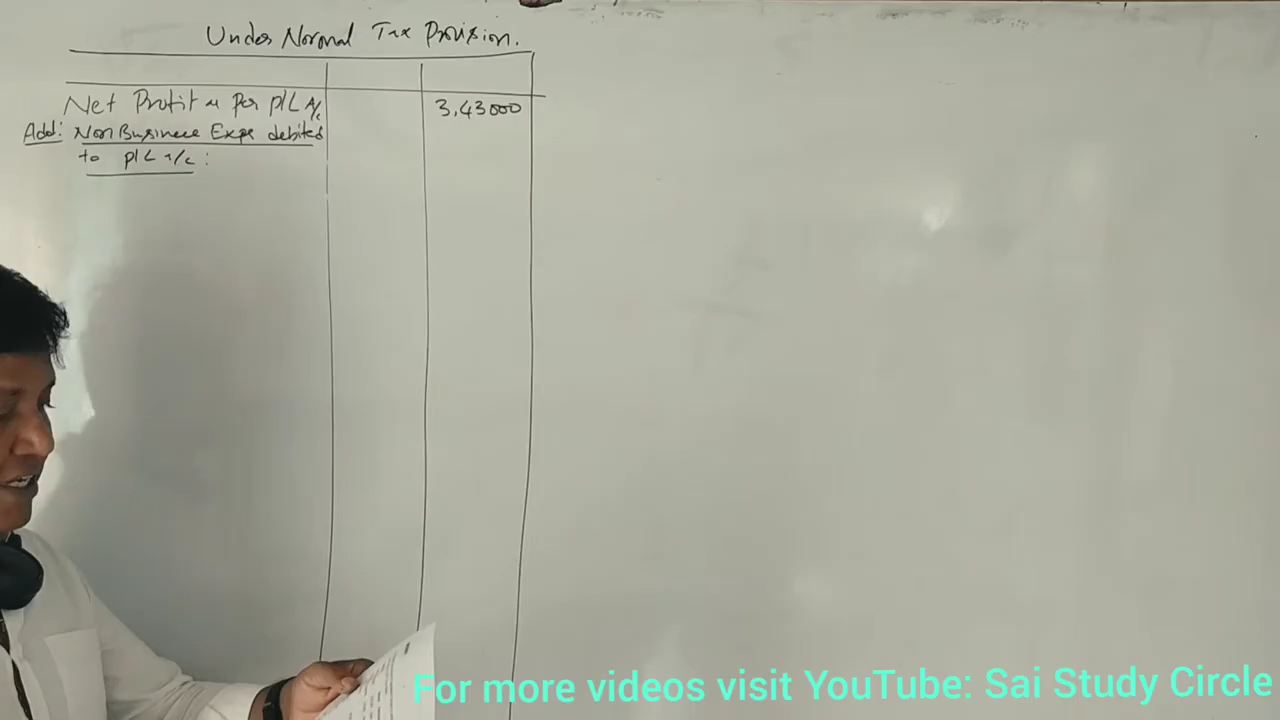 Under Normal Tax Provision.
Net Profit as Per P/L A/c
3,43000
Add: Non Business Exps debited
to P/L A/c:
For more videos visit YouTube: Sai Study Circle